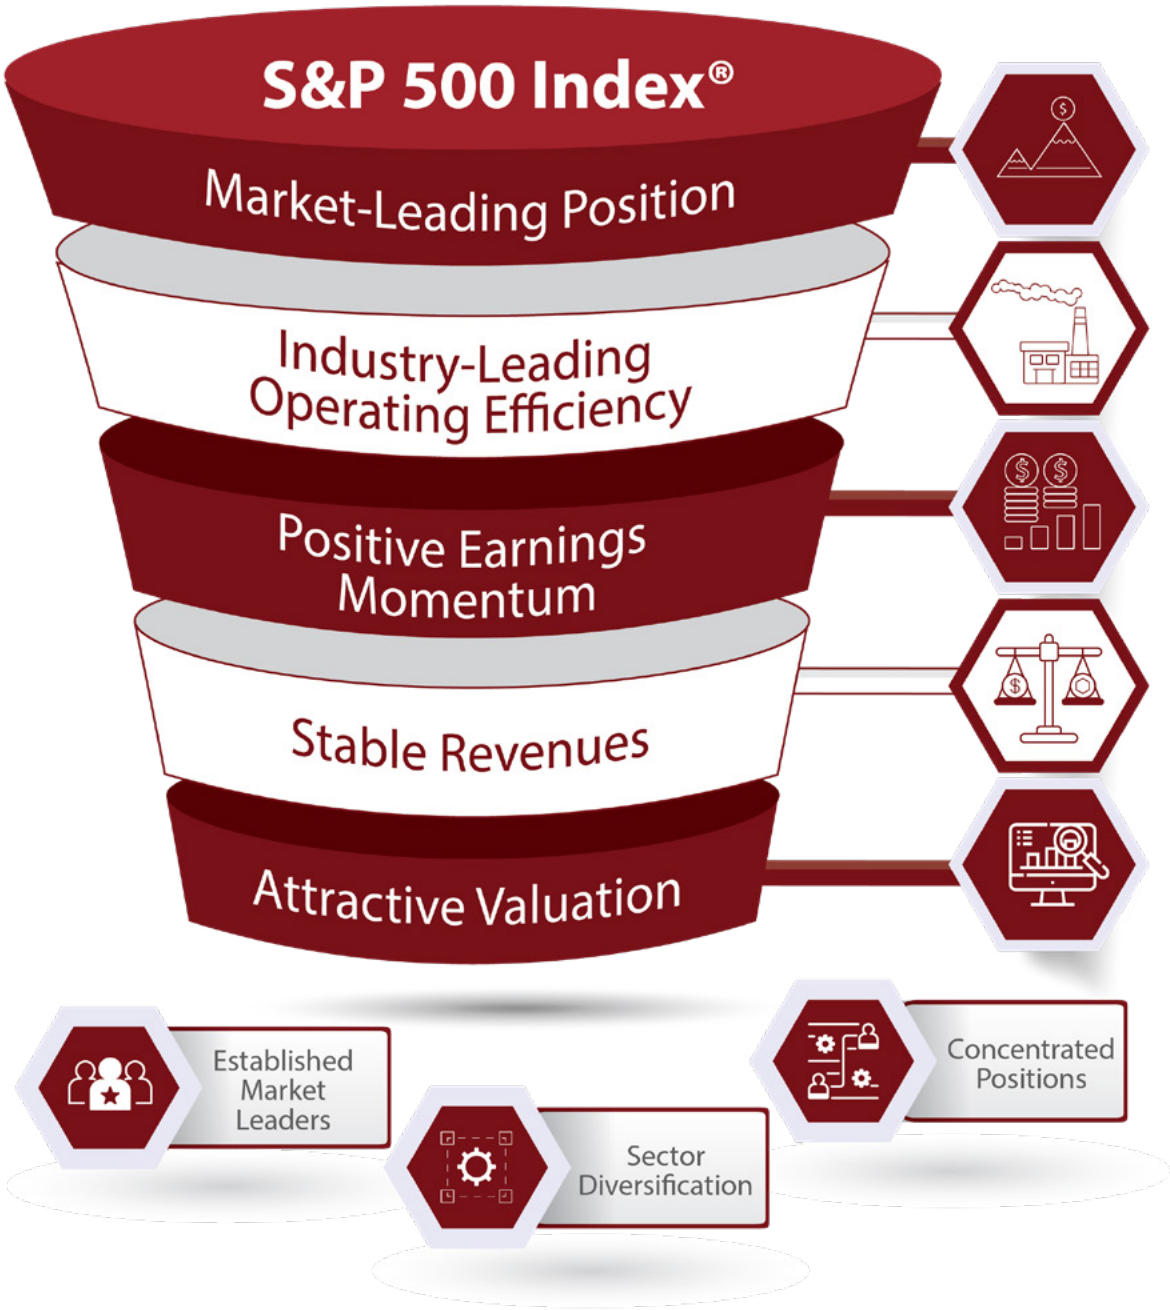 S&P 500 Index®
Market-Leading Position
Industry-Leading
Operating Efficiency
Positive Earnings
Momentum
Stable Revenues
Attractive Valuation
Established
Market
Leaders
Sector
Diversification
Concentrated
Positions